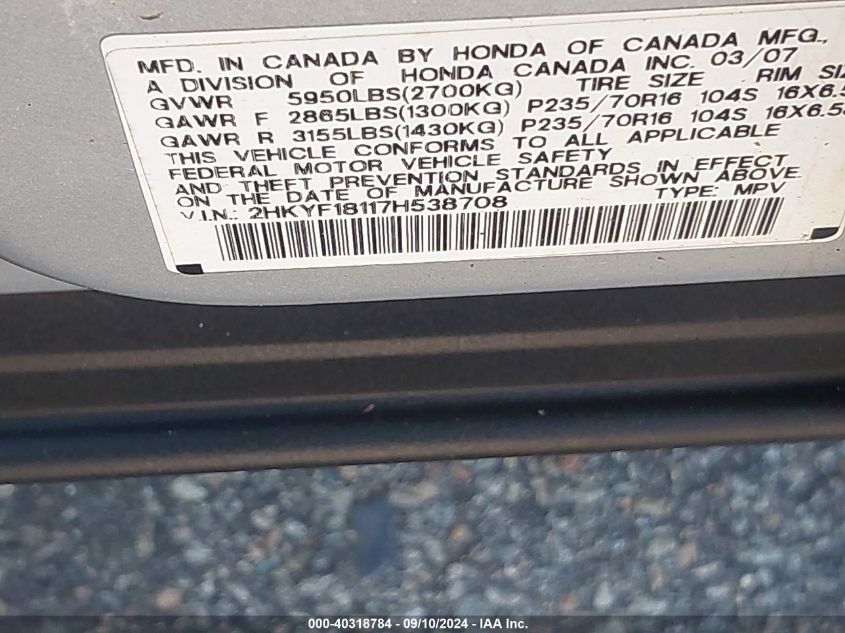 MFD. IN CANADA BY HONDA OF CANADA MFG.,
A DIVISION OF HONDA CANADA INC. 03/07
GVWR 5950LBS(2700KG) TIRE SIZE RIM
GAWR F 2865LBS(1300KG) P235/70R16 104S 16X6.5
GAWR R 3155LBS(1430KG) P235/70R16 104S 16X6.5
THIS VEHICLE CONFORMS TO ALL APPLICABLE
FEDERAL MOTOR VEHICLE SAFETY
AND THEFT PREVENTION STANDARDS IN EFFECT
ON THE DATE OF MANUFACTURE SHOWN ABOVE.
V.I.N.: 2HKYF18117H538708 TYPE: MPV
000-40318784 - 09/10/2024 - IAA Inc.